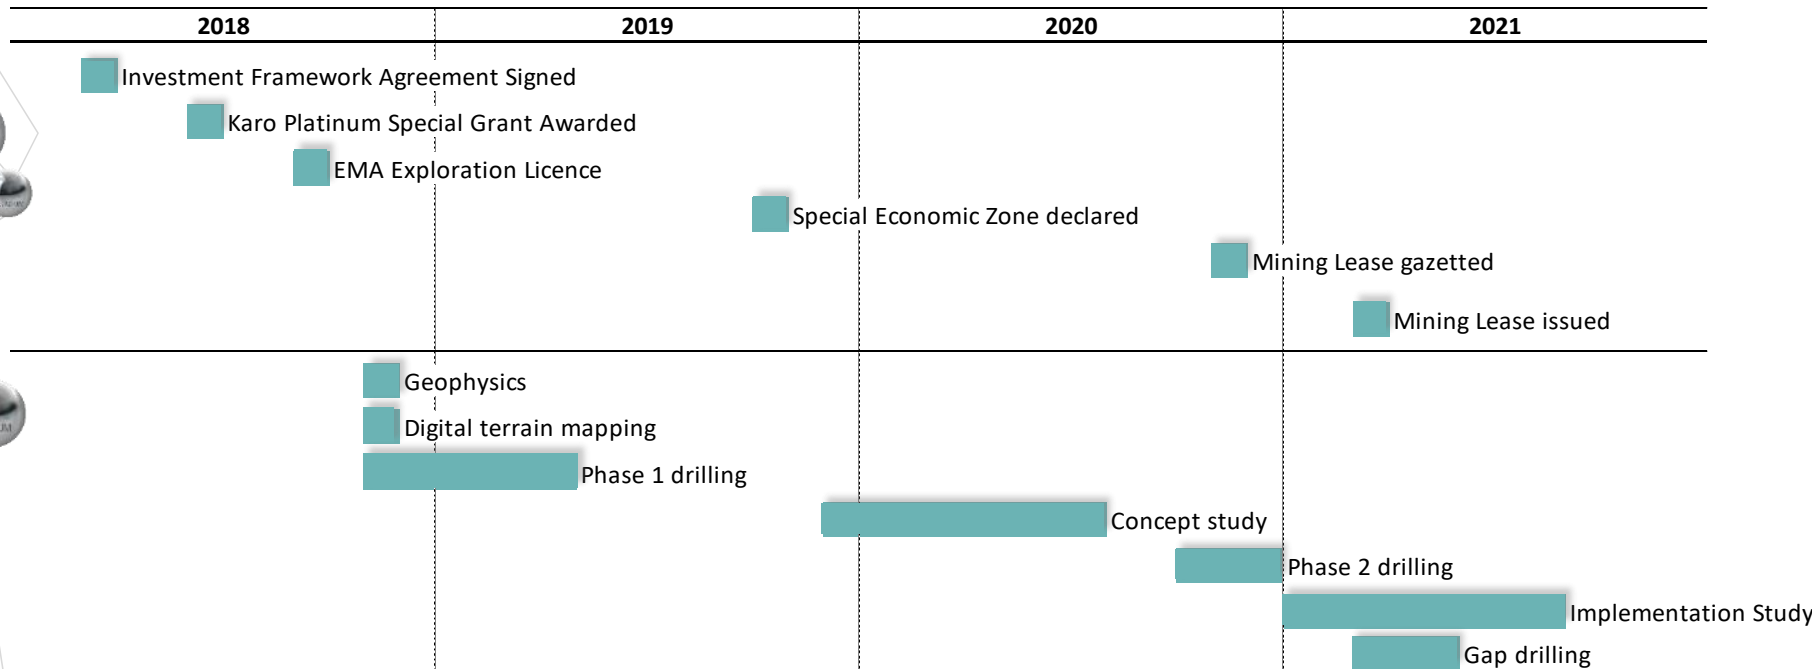 2018 2019 2020 2021
Investment Framework Agreement Signed
Karo Platinum Special Grant Awarded
EMA Exploration Licence
Special Economic Zone declared
Mining Lease gazetted
Mining Lease issued
Geophysics
Digital terrain mapping
Phase 1 drilling
Concept study
Phase 2 drilling
Implementation Study
Gap drilling